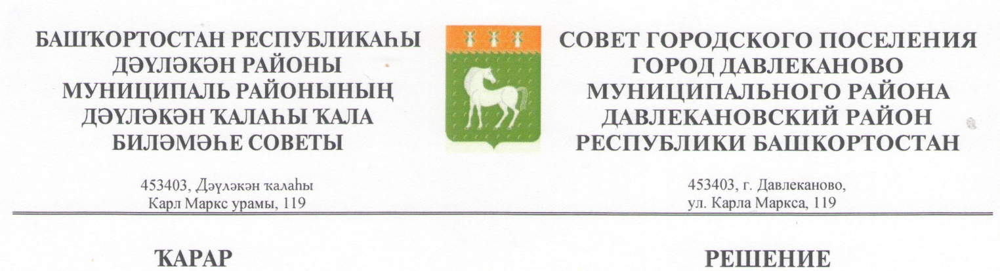 БАШҠОРТОСТАН РЕСПУБЛИКАҺЫ
ДӘҮЛӘКӘН РАЙОНЫ
МУНИЦИПАЛЬ РАЙОНЫНЫҢ
ДӘҮЛӘКӘН ҠАЛАҺЫ ҠАЛА
БИЛӘМӘҺЕ СОВЕТЫ
453403, Дәүләкән ҡалаһы
Карл Маркс урамы, 119
ҠАРАР
СОВЕТ ГОРОДСКОГО ПОСЕЛЕНИЯ
ГОРОД ДАВЛЕКАНОВО
МУНИЦИПАЛЬНОГО РАЙОНА
ДАВЛЕКАНОВСКИЙ РАЙОН
РЕСПУБЛИКИ БАШКОРТОСТАН
453403, г. Давлеканово,
ул. Карла Маркса, 119
РЕШЕНИЕ